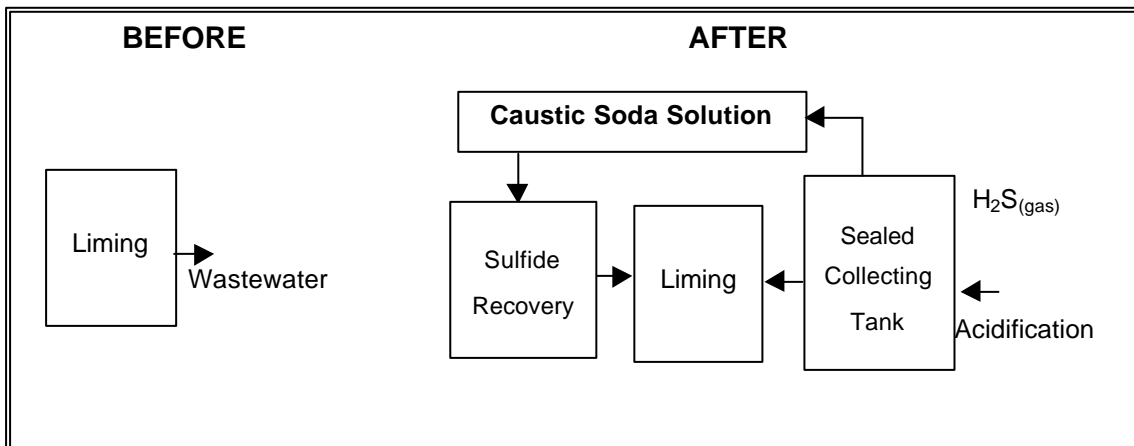 BEFORE
AFTER
Caustic Soda Solution
Liming
Wastewater
Sulfide
Recovery
Liming
Sealed
Collecting
Tank
H₂S(gas)
Acidification